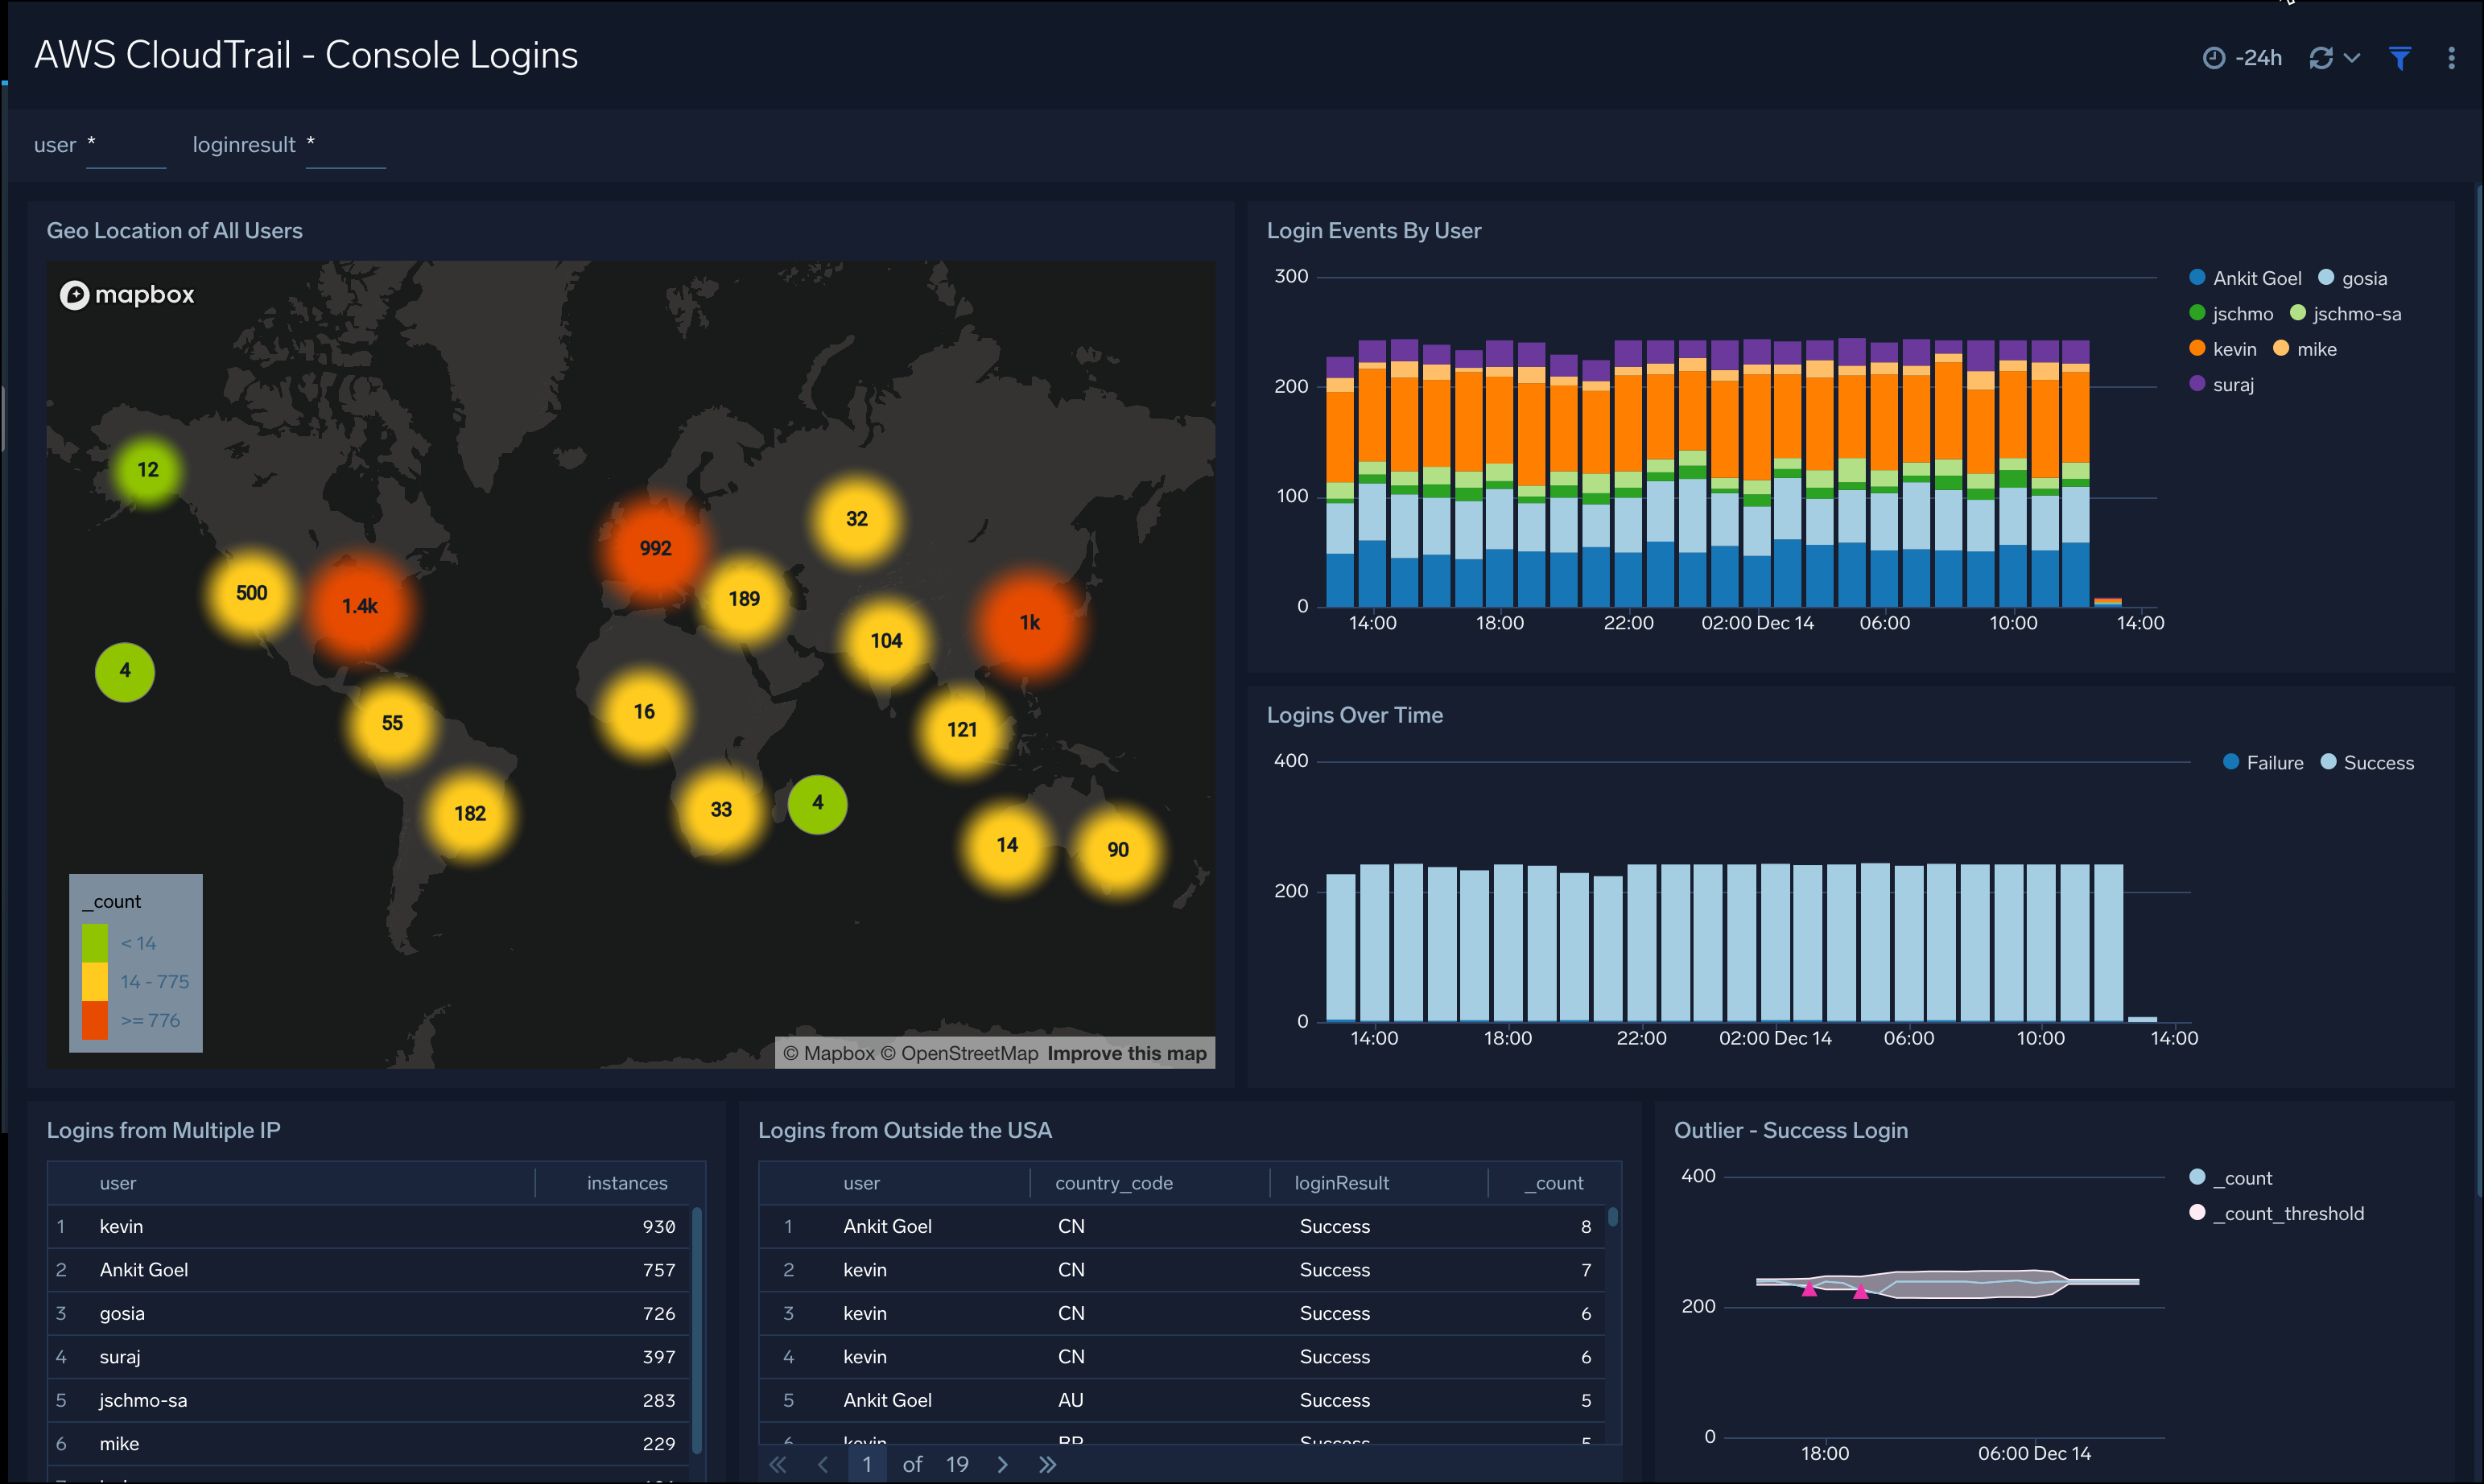 AWS CloudTrail - Console Logins
-24h
user * loginresult *
Geo Location of All Users
mapbox
12
32
992
500
1.4k
189
1k
104
4
55
16
121
182
33
4
14
90
_count
< 14
14 - 775
>= 776
© Mapbox © OpenStreetMap Improve this map
Login Events By User
300
200
100
0
14:00 18:00 22:00 02:00 Dec 14 06:00 10:00 14:00
Ankit Goel gosia
jschmo jschmo-sa
kevin mike
suraj
Logins Over Time
400
200
0
14:00 18:00 22:00 02:00 Dec 14 06:00 10:00 14:00
Failure Success
Logins from Multiple IP
user instances
1 kevin 930
2 Ankit Goel 757
3 gosia 726
4 suraj 397
5 jschmo-sa 283
6 mike 229
Logins from Outside the USA
user country_code loginResult _count
1 Ankit Goel CN Success 8
2 kevin CN Success 7
3 kevin CN Success 6
4 kevin CN Success 6
5 Ankit Goel AU Success 5
6 kevin BR Success 5
1 of 19
Outlier - Success Login
400
200
0
18:00 06:00 Dec 14
_count
_count_threshold